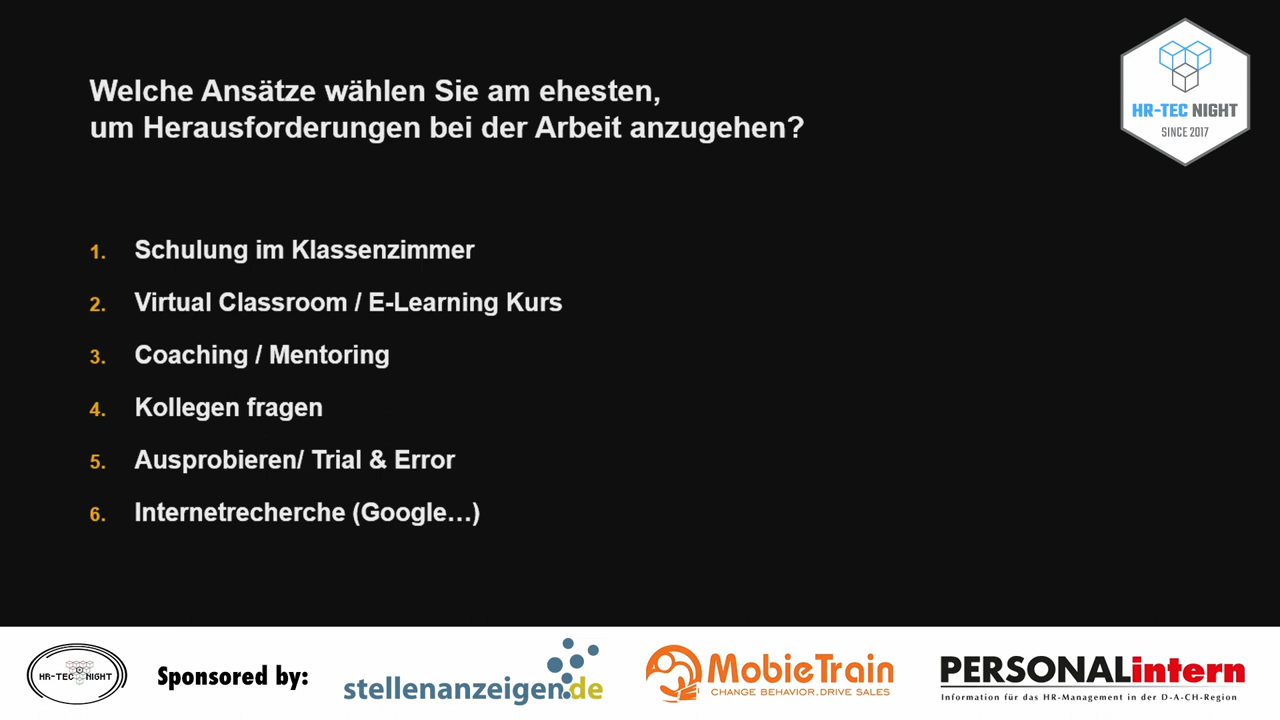 Welche Ansätze wählen Sie am ehesten,
um Herausforderungen bei der Arbeit anzugehen?
HR-TEC NIGHT
SINCE 2017
1. Schulung im Klassenzimmer
2. Virtual Classroom / E-Learning Kurs
3. Coaching / Mentoring
4. Kollegen fragen
5. Ausprobieren/ Trial & Error
6. Internetrecherche (Google…)
HR-TEC NIGHT
Sponsored by:
stellenanzeigen.de
MobieTrain
CHANGE BEHAVIOR.DRIVE SALES
PERSONALintern
Information für das HR-Management in der D-A-CH-Region